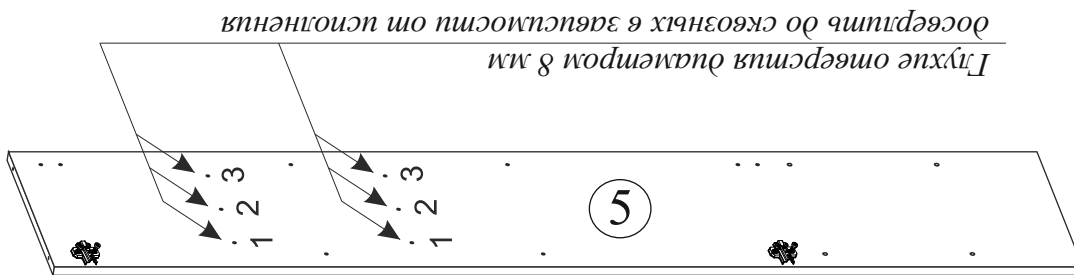 Глухие отверстия диаметром 8 мм
досверлить до сквозных в зависимости от исполнения
3 3
2 2
1 1
5